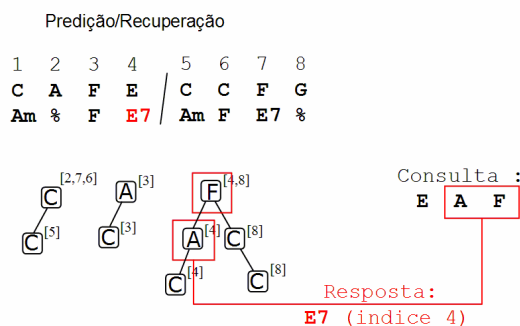 Predição/Recuperação
1 2 3 4 5 6 7 8
C A F E / C C F G
Am % F E7 Am F E7 %
C [2,7,6] A [3] F [4,8]
C [5] C [3] A [4] C [8]
C [4] C [8]
Consulta :
E A F
Resposta:
E7 (indice 4)